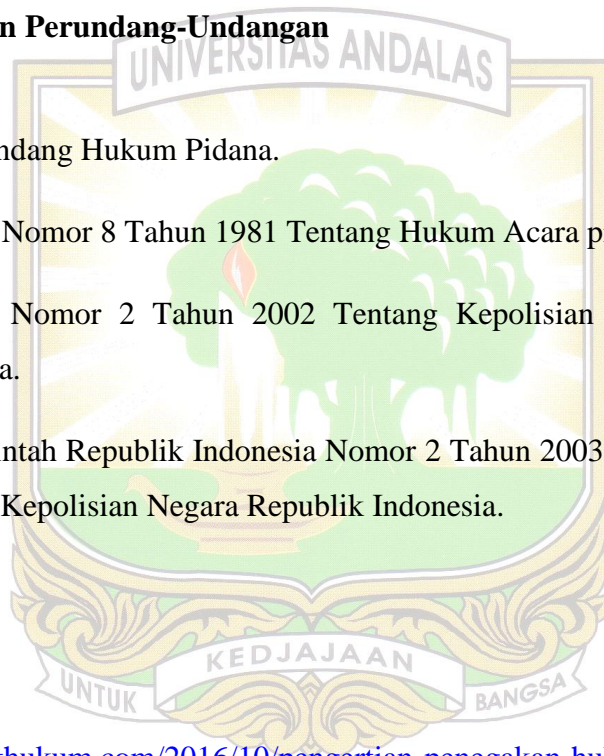 n Perundang-Undangan
UNIVERSITAS ANDALAS
ndang Hukum Pidana.
Nomor 8 Tahun 1981 Tentang Hukum Acara p
Nomor 2 Tahun 2002 Tentang Kepolisian
a.
ntah Republik Indonesia Nomor 2 Tahun 2003
Kepolisian Negara Republik Indonesia.
UNTUK KEDJAJAAN BANGSA
hukum.com/2016/10/pengertian-penegakan-hu